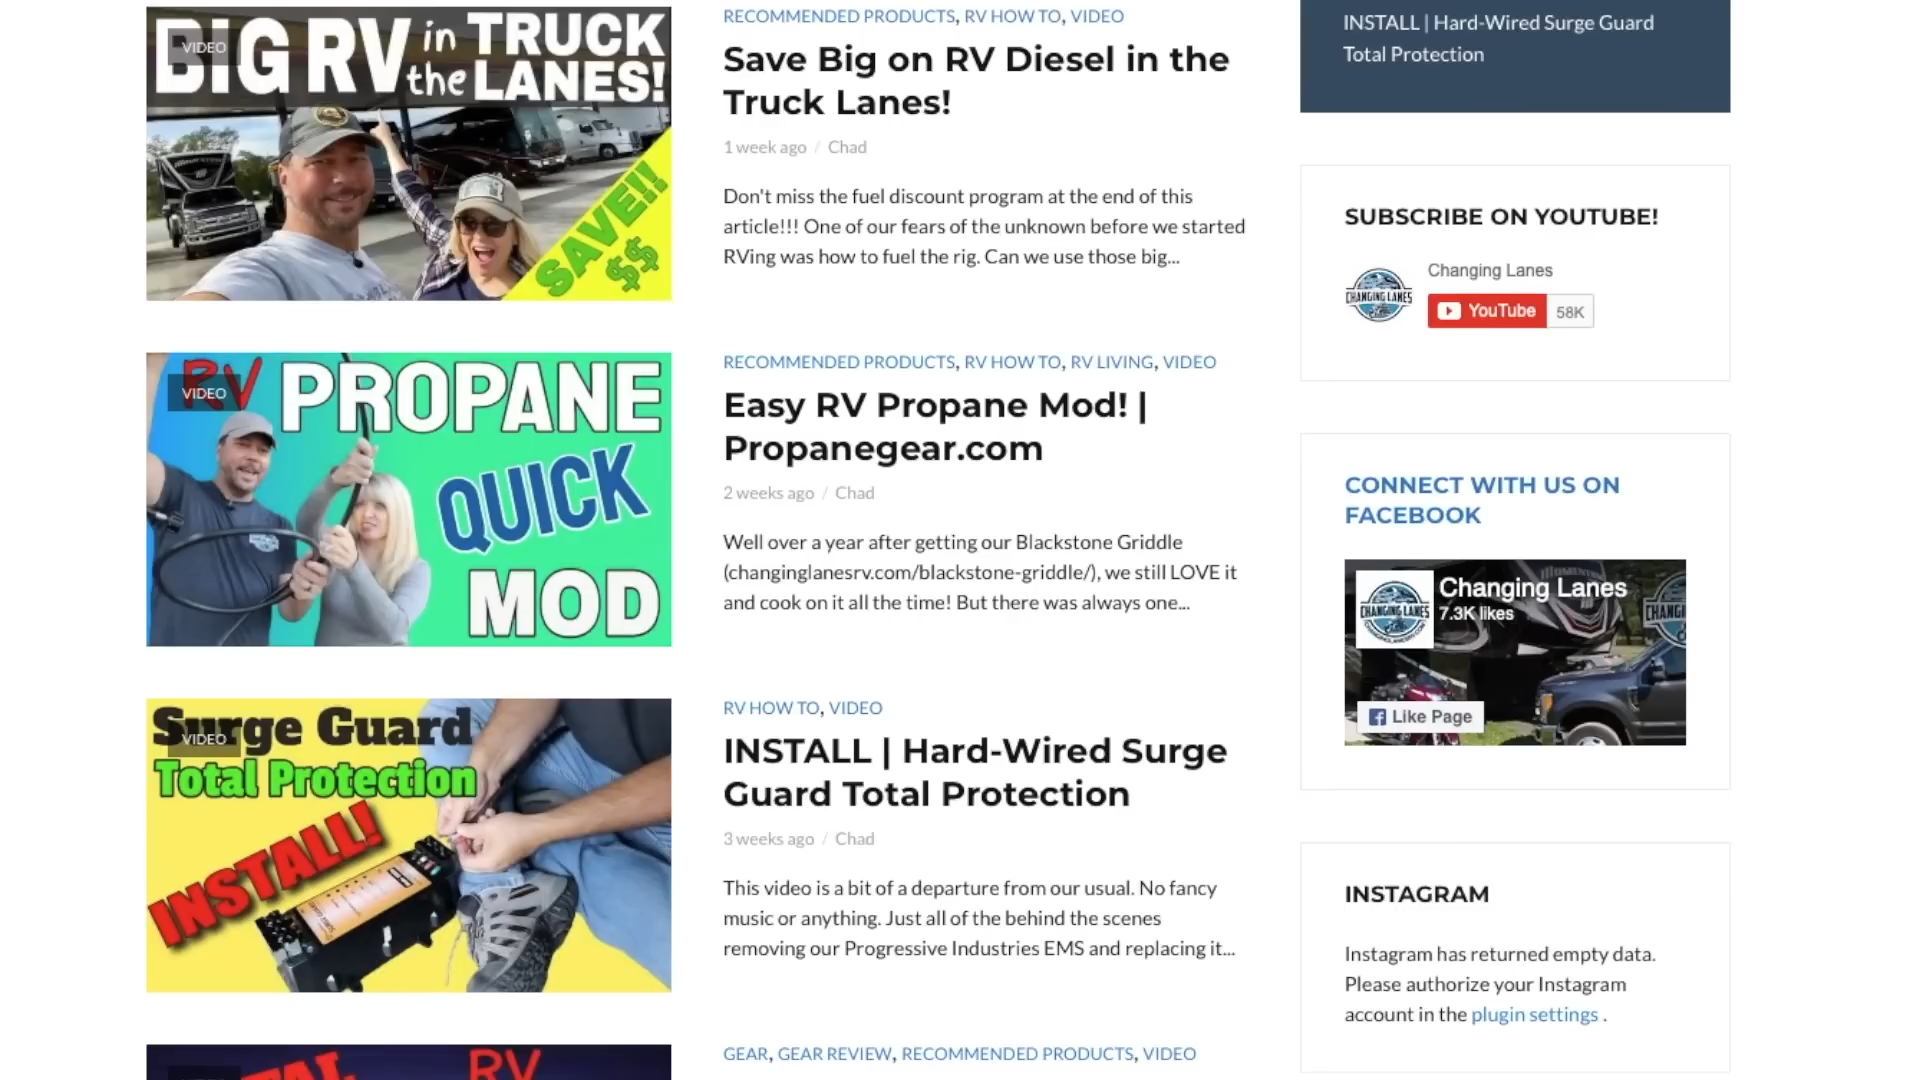 BIG RV in the TRUCK LANES!
VIDEO
SAVE!!
$$
RECOMMENDED PRODUCTS, RV HOW TO, VIDEO
Save Big on RV Diesel in the
Truck Lanes!
1 week ago / Chad
Don't miss the fuel discount program at the end of this
article!!! One of our fears of the unknown before we started
RVing was how to fuel the rig. Can we use those big...
RV PROPANE
VIDEO
QUICK
MOD
RECOMMENDED PRODUCTS, RV HOW TO, RV LIVING, VIDEO
Easy RV Propane Mod! |
Propanegear.com
2 weeks ago / Chad
Well over a year after getting our Blackstone Griddle
(changinglanesrv.com/blackstone-griddle/), we still LOVE it
and cook on it all the time! But there was always one...
Surge Guard
VIDEO
Total Protection
INSTALL!
RV HOW TO, VIDEO
INSTALL | Hard-Wired Surge
Guard Total Protection
3 weeks ago / Chad
This video is a bit of a departure from our usual. No fancy
music or anything. Just all of the behind the scenes
removing our Progressive Industries EMS and replacing it...
RV
GEAR, GEAR REVIEW, RECOMMENDED PRODUCTS, VIDEO
INSTALL | Hard-Wired Surge Guard
Total Protection
SUBSCRIBE ON YOUTUBE!
CHANGING LANES
Changing Lanes
YouTube 58K
CONNECT WITH US ON
FACEBOOK
CHANGING LANES
Changing Lanes
7.3K likes
Like Page
INSTAGRAM
Instagram has returned empty data.
Please authorize your Instagram
account in the plugin settings .